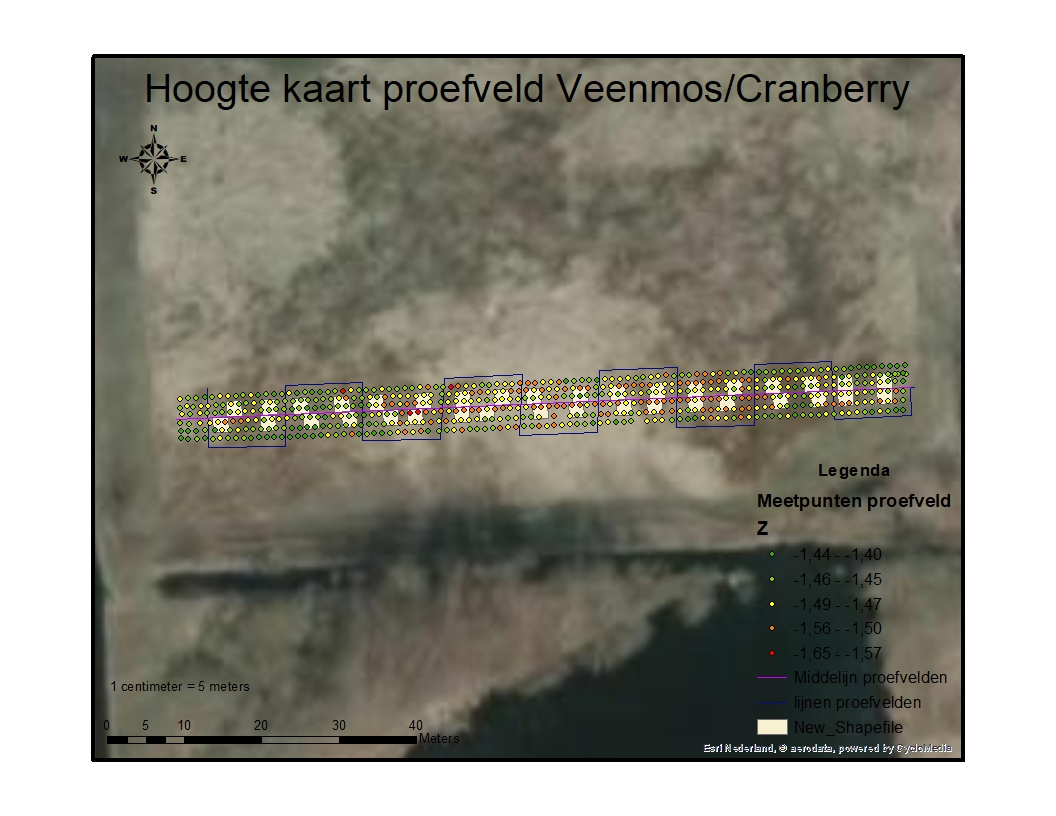 Hoogte kaart proefveld Veenmos/Cranberry
N
W E
S
Legenda
Meetpunten proefveld
Z
-1,44 - -1,40
-1,46 - -1,45
-1,49 - -1,47
-1,56 - -1,50
-1,65 - -1,57
Middelijn proefvelden
lijnen proefvelden
New_Shapefile
1 centimeter = 5 meters
0 5 10 20 30 40
Meters
Esri Nederland, © aerodata, powered by CycloMedia